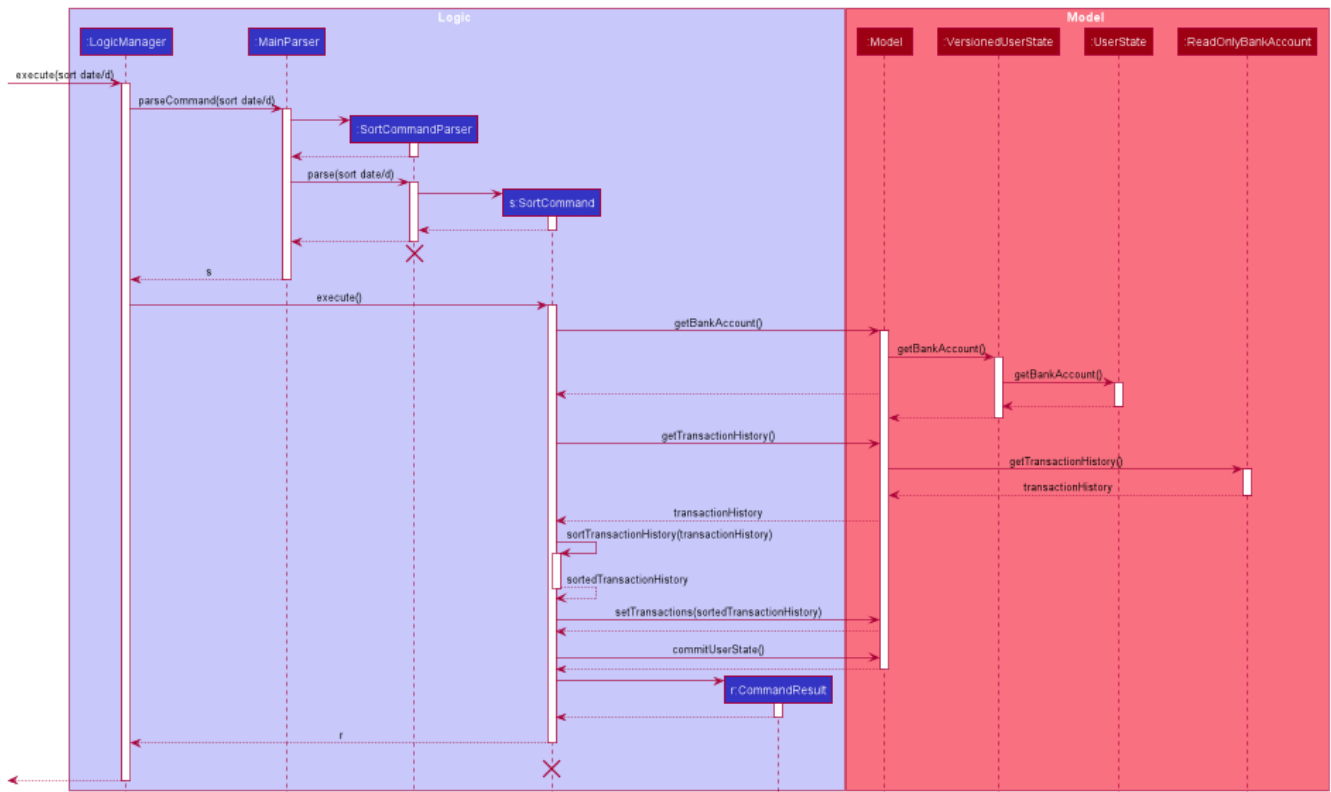 Logic
Model
:LogicManager
:MainParser
:Model
:VersionedUserState
:UserState
:ReadOnlyBankAccount
execute(sort date/d)
parseCommand(sort date/d)
:SortCommandParser
parse(sort date/d)
s:SortCommand
s
execute()
getBankAccount()
getBankAccount()
getBankAccount()
getTransactionHistory()
getTransactionHistory()
transactionHistory
transactionHistory
sortTransactionHistory(transactionHistory)
sortedTransactionHistory
setTransactions(sortedTransactionHistory)
commitUserState()
r:CommandResult
r